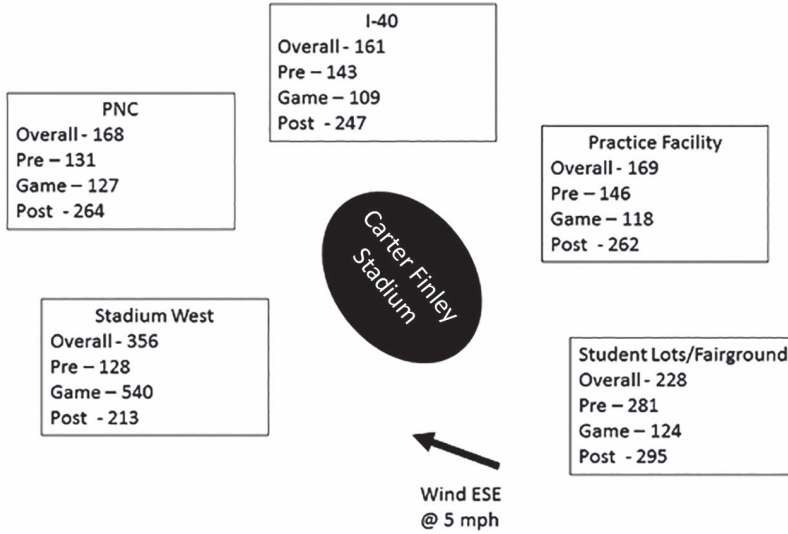 I-40
Overall - 161
Pre – 143
Game – 109
Post - 247
PNC
Overall - 168
Pre – 131
Game – 127
Post - 264
Practice Facility
Overall - 169
Pre – 146
Game – 118
Post - 262
Carter Finley
Stadium
Stadium West
Overall - 356
Pre – 128
Game – 540
Post - 213
Student Lots/Fairground
Overall - 228
Pre – 281
Game – 124
Post - 295
Wind ESE
@ 5 mph